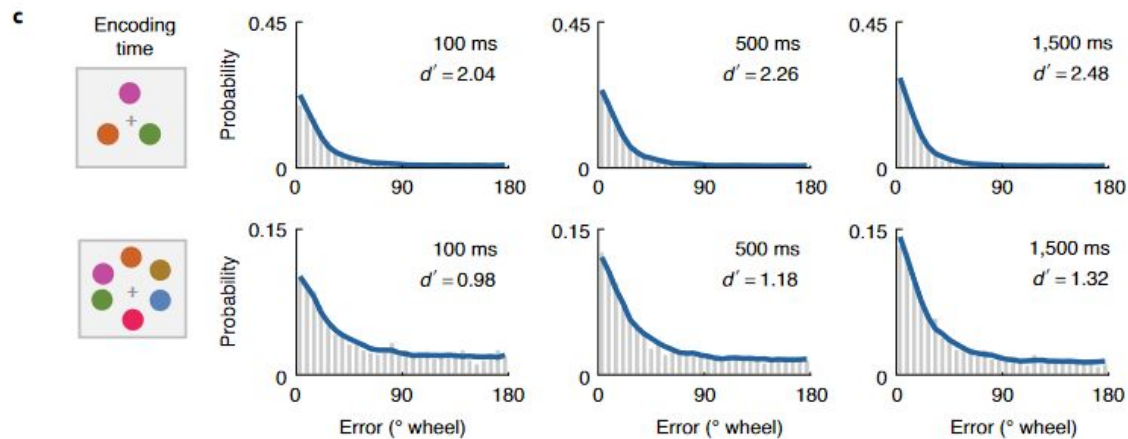 c
Encoding
time
Probability
0.45
0
100 ms
d′ = 2.04
0
90
180
0.45
0
500 ms
d′ = 2.26
0
90
180
0.45
0
1,500 ms
d′ = 2.48
0
90
180
Probability
0.15
0
100 ms
d′ = 0.98
0
90
180
Error (° wheel)
0.15
0
500 ms
d′ = 1.18
0
90
180
Error (° wheel)
0.15
0
1,500 ms
d′ = 1.32
0
90
180
Error (° wheel)